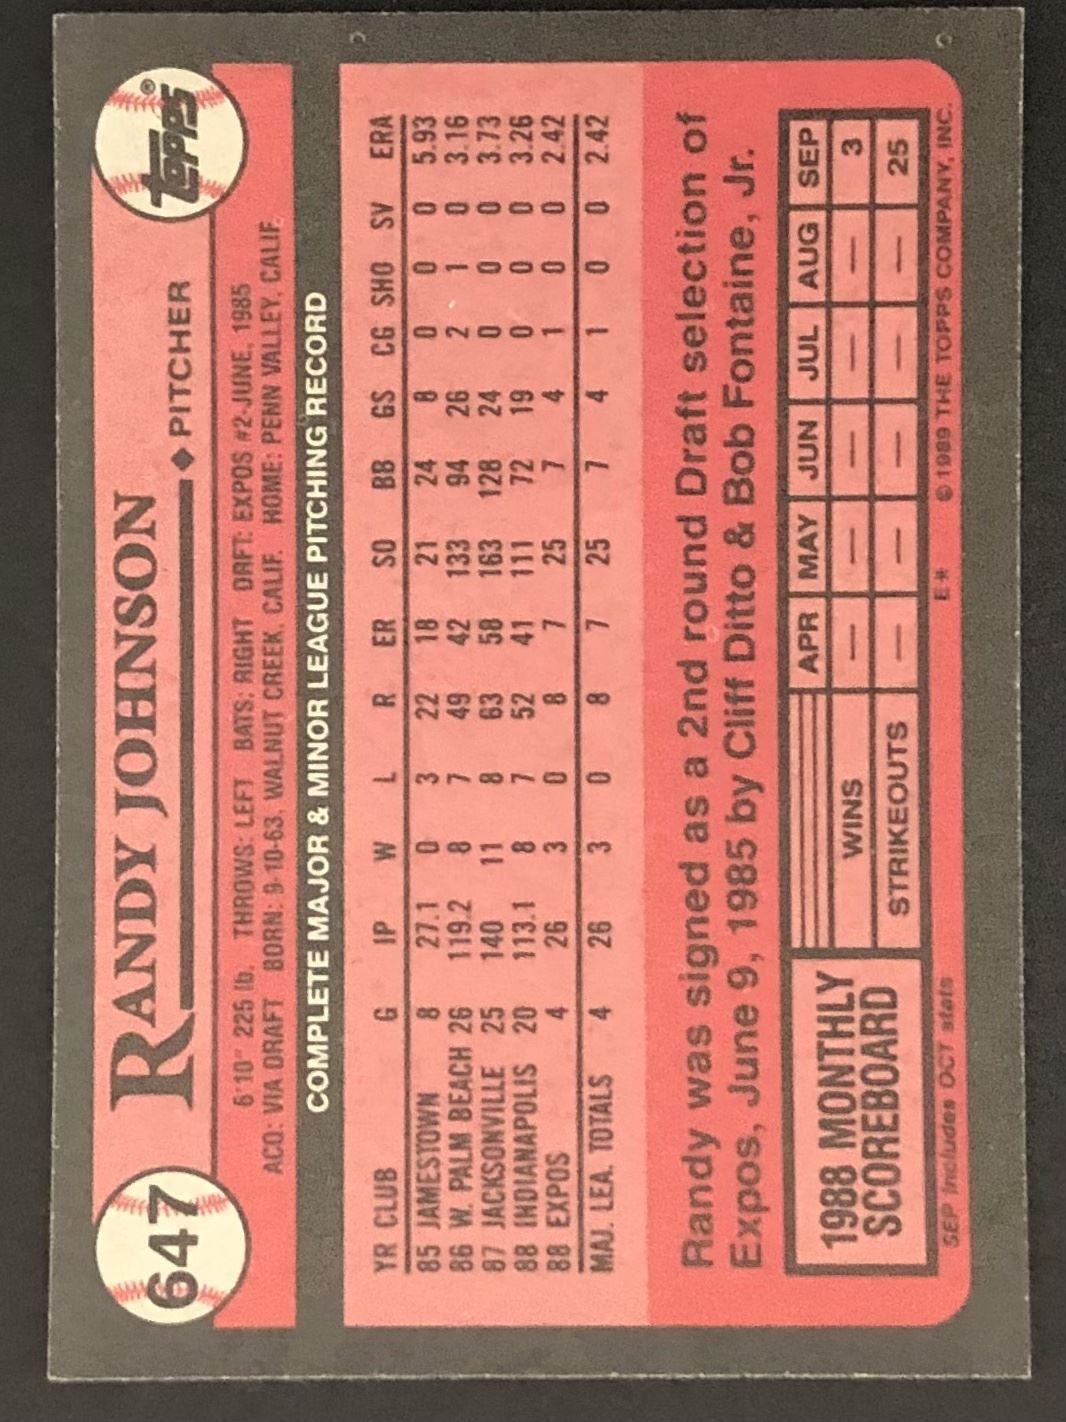 647
RANDY JOHNSON ◆ PITCHER
Topps®
6'10" 225 lb. THROWS: LEFT BATS: RIGHT DRFT: EXPOS #2-JUNE, 1985
ACQ: VIA DRAFT BORN: 9-10-63, WALNUT CREEK, CALIF. HOME: PENN VALLEY, CALIF.
COMPLETE MAJOR & MINOR LEAGUE PITCHING RECORD
YR CLUB G IP W L R ER SO BB GS CG SHO SV ERA
85 JAMESTOWN 8 27.1 0 3 22 18 21 24 8 0 0 0 5.93
86 W. PALM BEACH 26 119.2 8 7 49 42 133 94 26 2 1 0 3.16
87 JACKSONVILLE 25 140 11 8 63 58 163 128 24 0 0 0 3.73
88 INDIANAPOLIS 20 113.1 8 7 52 41 111 72 19 0 0 0 3.26
88 EXPOS 4 26 3 0 8 7 25 7 4 1 0 0 2.42
MAJ. LEA. TOTALS 4 26 3 0 8 7 25 7 4 1 0 0 2.42
Randy was signed as a 2nd round Draft selection of
Expos, June 9, 1985 by Cliff Ditto & Bob Fontaine, Jr.
1988 MONTHLY
SCOREBOARD
APR MAY JUN JUL AUG SEP
WINS — — — — — 3
STRIKEOUTS — — — — — 25
SEP includes OCT stats E* ©1989 THE TOPPS COMPANY, INC.